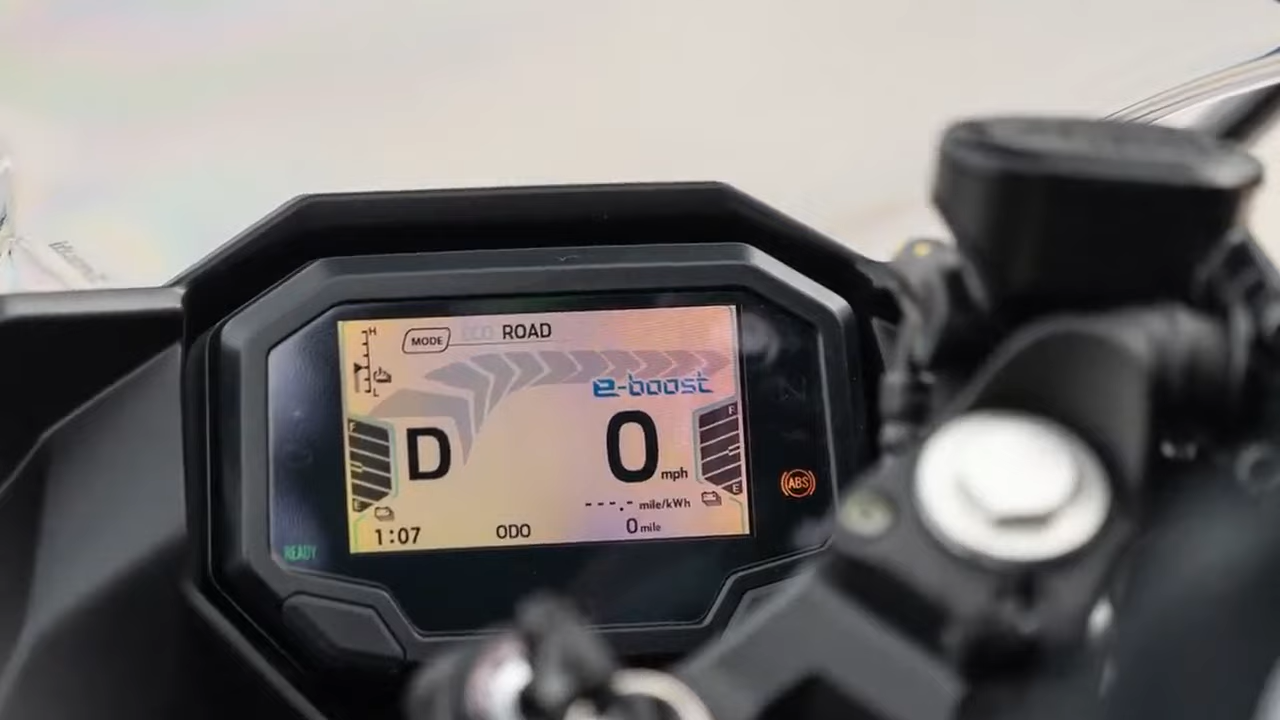 H
MODE ECO ROAD
L
e-boost
F
F
D
0 mph
E
E
---.- mile/kWh
1:07 ODO 0 mile
READY
ABS